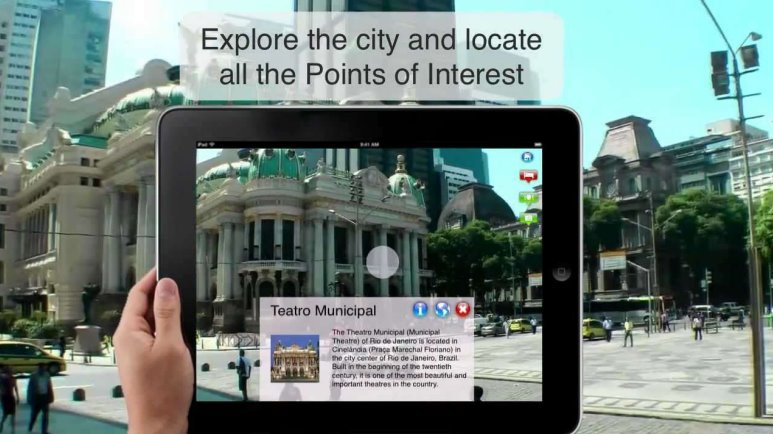 Explore the city and locate
all the Points of Interest
iPad
9:41 AM
Teatro Municipal
The Theatro Municipal (Municipal
Theatre) of Rio de Janeiro is located in
Cinelândia (Praça Marechal Floriano) in
the city center of Rio de Janeiro, Brazil.
Built in the beginning of the twentieth
century, it is one of the most beautiful and
important theatres in the country.